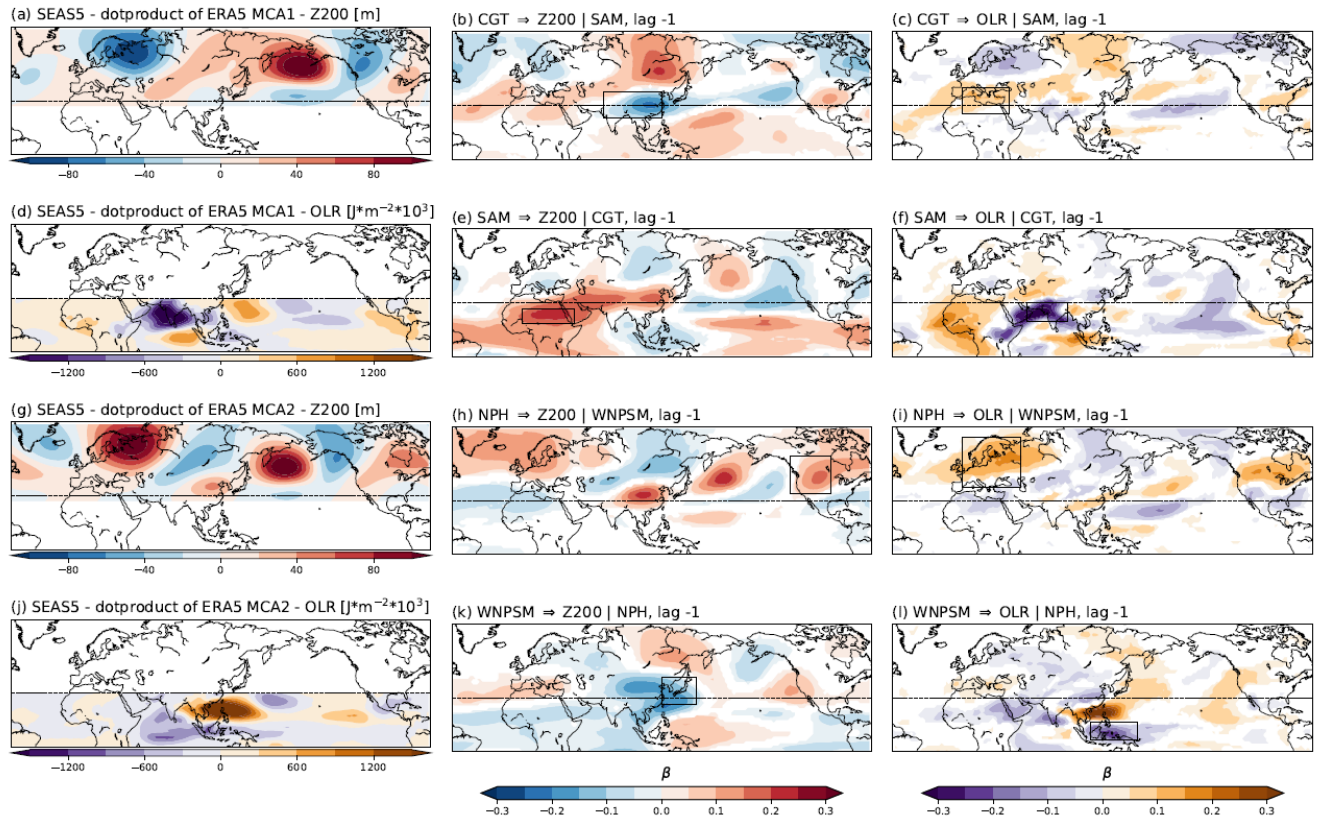 (a) SEAS5 - dotproduct of ERA5 MCA1 - Z200 [m]
(b) CGT ⇒ Z200 | SAM, lag -1
(c) CGT ⇒ OLR | SAM, lag -1
−80 −40 0 40 80
(d) SEAS5 - dotproduct of ERA5 MCA1 - OLR [J*m⁻²*10³]
(e) SAM ⇒ Z200 | CGT, lag -1
(f) SAM ⇒ OLR | CGT, lag -1
−1200 −600 0 600 1200
(g) SEAS5 - dotproduct of ERA5 MCA2 - Z200 [m]
(h) NPH ⇒ Z200 | WNPSM, lag -1
(i) NPH ⇒ OLR | WNPSM, lag -1
−80 −40 0 40 80
(j) SEAS5 - dotproduct of ERA5 MCA2 - OLR [J*m⁻²*10³]
(k) WNPSM ⇒ Z200 | NPH, lag -1
(l) WNPSM ⇒ OLR | NPH, lag -1
−1200 −600 0 600 1200
β
β
−0.3 −0.2 −0.1 0.0 0.1 0.2 0.3
−0.3 −0.2 −0.1 0.0 0.1 0.2 0.3